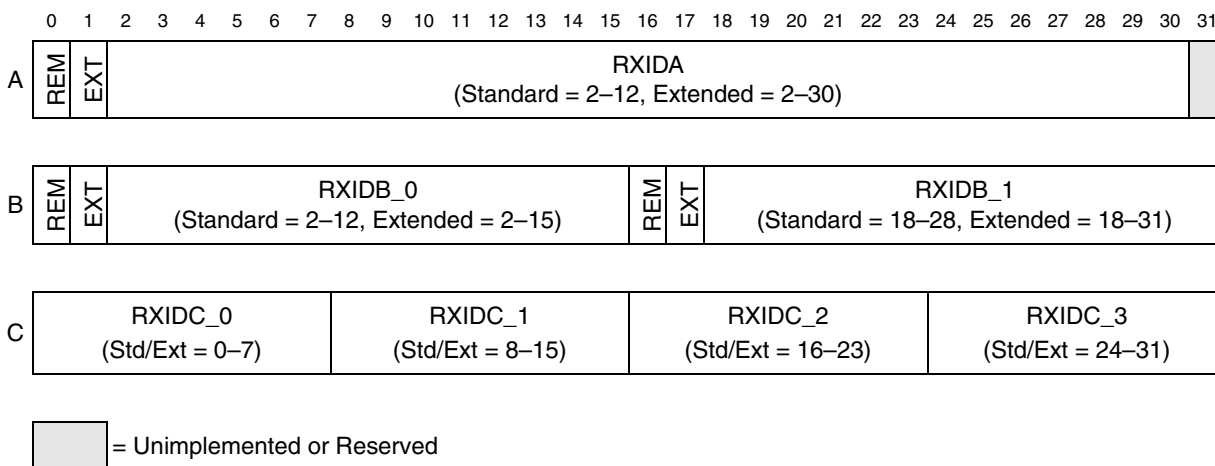 0 1 2 3 4 5 6 7 8 9 10 11 12 13 14 15 16 17 18 19 20 21 22 23 24 25 26 27 28 29 30 31
A REM EXT RXIDA
(Standard = 2–12, Extended = 2–30)
B REM EXT RXIDB_0 REM EXT RXIDB_1
(Standard = 2–12, Extended = 2–15) (Standard = 18–28, Extended = 18–31)
C RXIDC_0 RXIDC_1 RXIDC_2 RXIDC_3
(Std/Ext = 0–7) (Std/Ext = 8–15) (Std/Ext = 16–23) (Std/Ext = 24–31)
= Unimplemented or Reserved